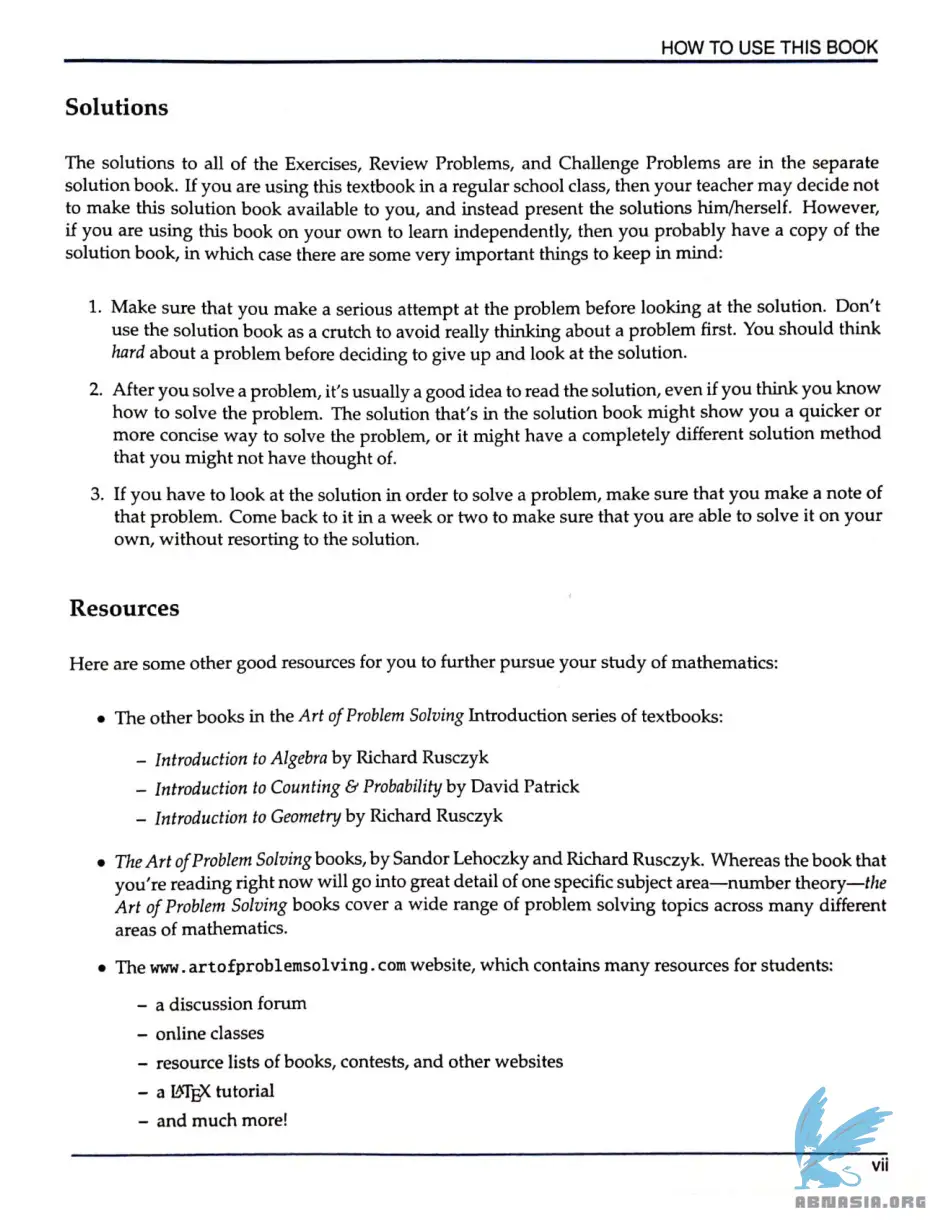 HOW TO USE THIS BOOK
Solutions
The solutions to all of the Exercises, Review Problems, and Challenge Problems are in the separate
solution book. If you are using this textbook in a regular school class, then your teacher may decide not
to make this solution book available to you, and instead present the solutions him/herself. However,
if you are using this book on your own to learn independently, then you probably have a copy of the
solution book, in which case there are some very important things to keep in mind:
1. Make sure that you make a serious attempt at the problem before looking at the solution. Don't
use the solution book as a crutch to avoid really thinking about a problem first. You should think
hard about a problem before deciding to give up and look at the solution.
2. After you solve a problem, it's usually a good idea to read the solution, even if you think you know
how to solve the problem. The solution that's in the solution book might show you a quicker or
more concise way to solve the problem, or it might have a completely different solution method
that you might not have thought of.
3. If you have to look at the solution in order to solve a problem, make sure that you make a note of
that problem. Come back to it in a week or two to make sure that you are able to solve it on your
own, without resorting to the solution.
Resources
Here are some other good resources for you to further pursue your study of mathematics:
• The other books in the Art of Problem Solving Introduction series of textbooks:
– Introduction to Algebra by Richard Rusczyk
– Introduction to Counting & Probability by David Patrick
– Introduction to Geometry by Richard Rusczyk
• The Art of Problem Solving books, by Sandor Lehoczky and Richard Rusczyk. Whereas the book that
you're reading right now will go into great detail of one specific subject area—number theory—the
Art of Problem Solving books cover a wide range of problem solving topics across many different
areas of mathematics.
• The www.artofproblemsolving.com website, which contains many resources for students:
– a discussion forum
– online classes
– resource lists of books, contests, and other websites
– a LATEX tutorial
– and much more!
vii
ABNASIA.ORG